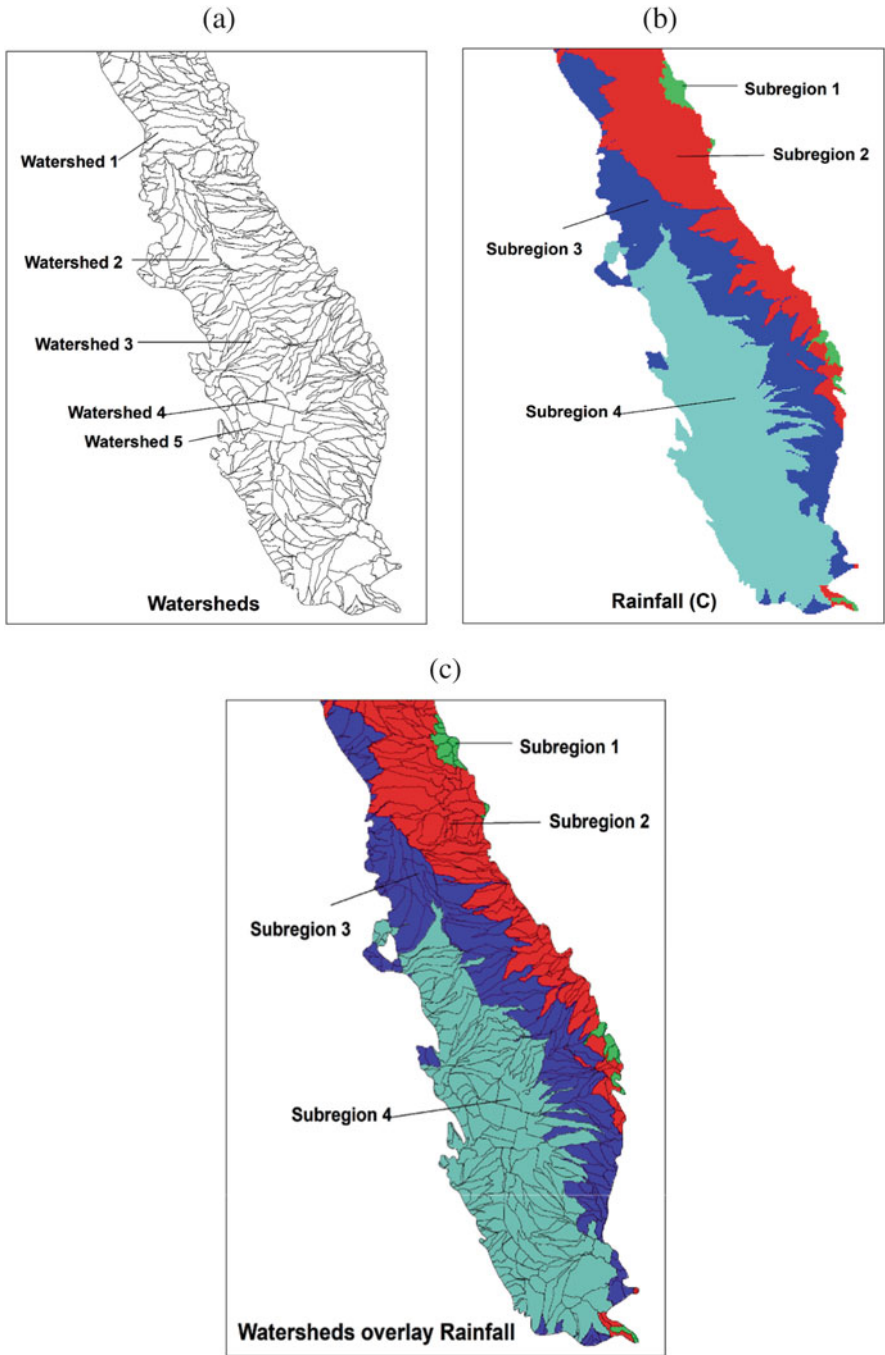 (a)
Watershed 1
Watershed 2
Watershed 3
Watershed 4
Watershed 5
Watersheds
(b)
Subregion 1
Subregion 2
Subregion 3
Subregion 4
Rainfall (C)
(c)
Subregion 1
Subregion 2
Subregion 3
Subregion 4
Watersheds overlay Rainfall